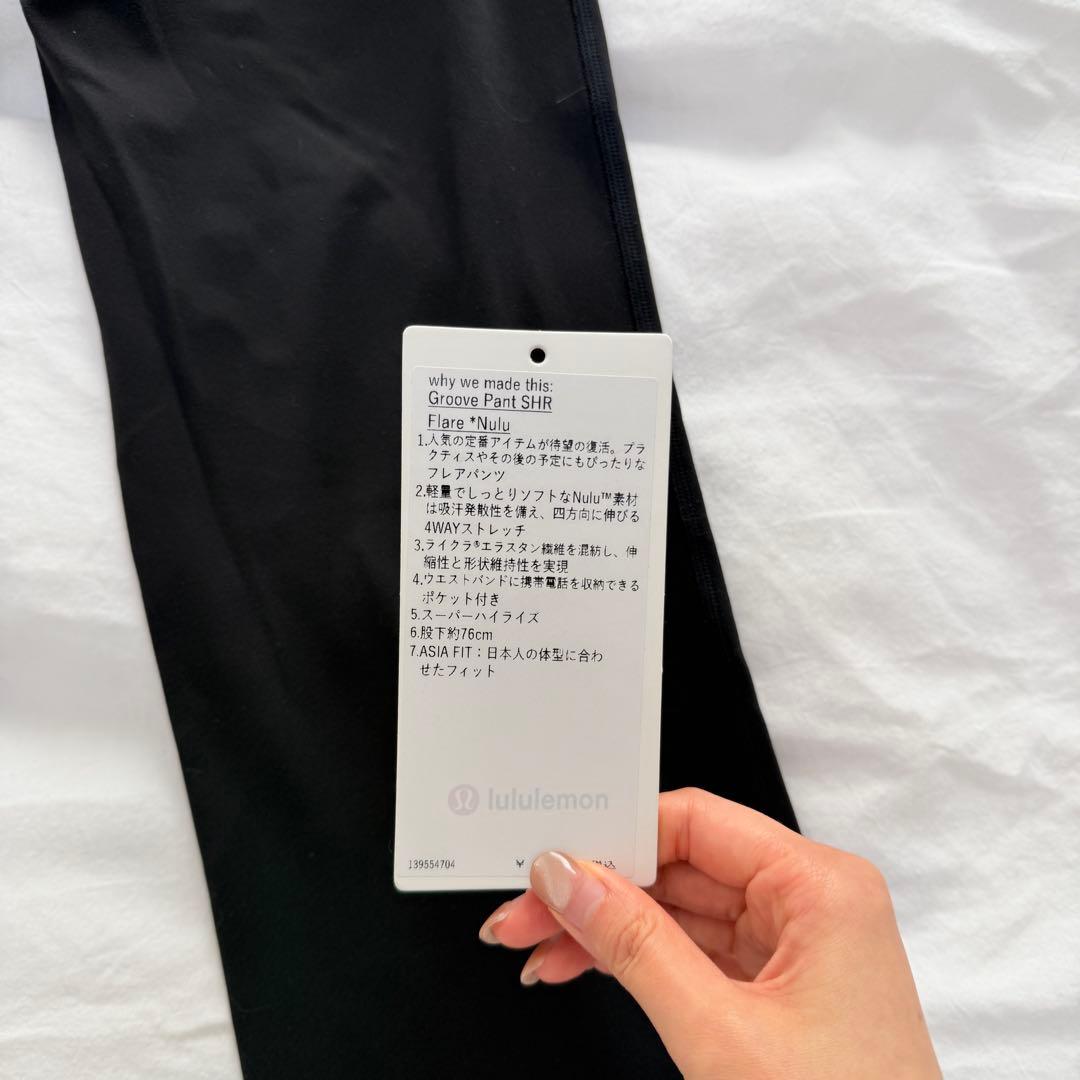 why we made this:
Groove Pant SHR
Flare *Nulu
1.人気の定番アイテムが待望の復活。プラ
クティスやその後の予定にもぴったりな
フレアパンツ
2.軽量でしっとりソフトなNulu™素材
は吸汗発散性を備え、四方向に伸びる
4WAYストレッチ
3.ライクラ®エラスタン繊維を混紡し、伸
縮性と形状維持性を実現
4.ウエストバンドに携帯電話を収納できる
ポケット付き
5.スーパーハイライズ
6.股下約76cm
7.ASIA FIT：日本人の体型に合わ
せたフィット
lululemon
139554704 ¥ 税込